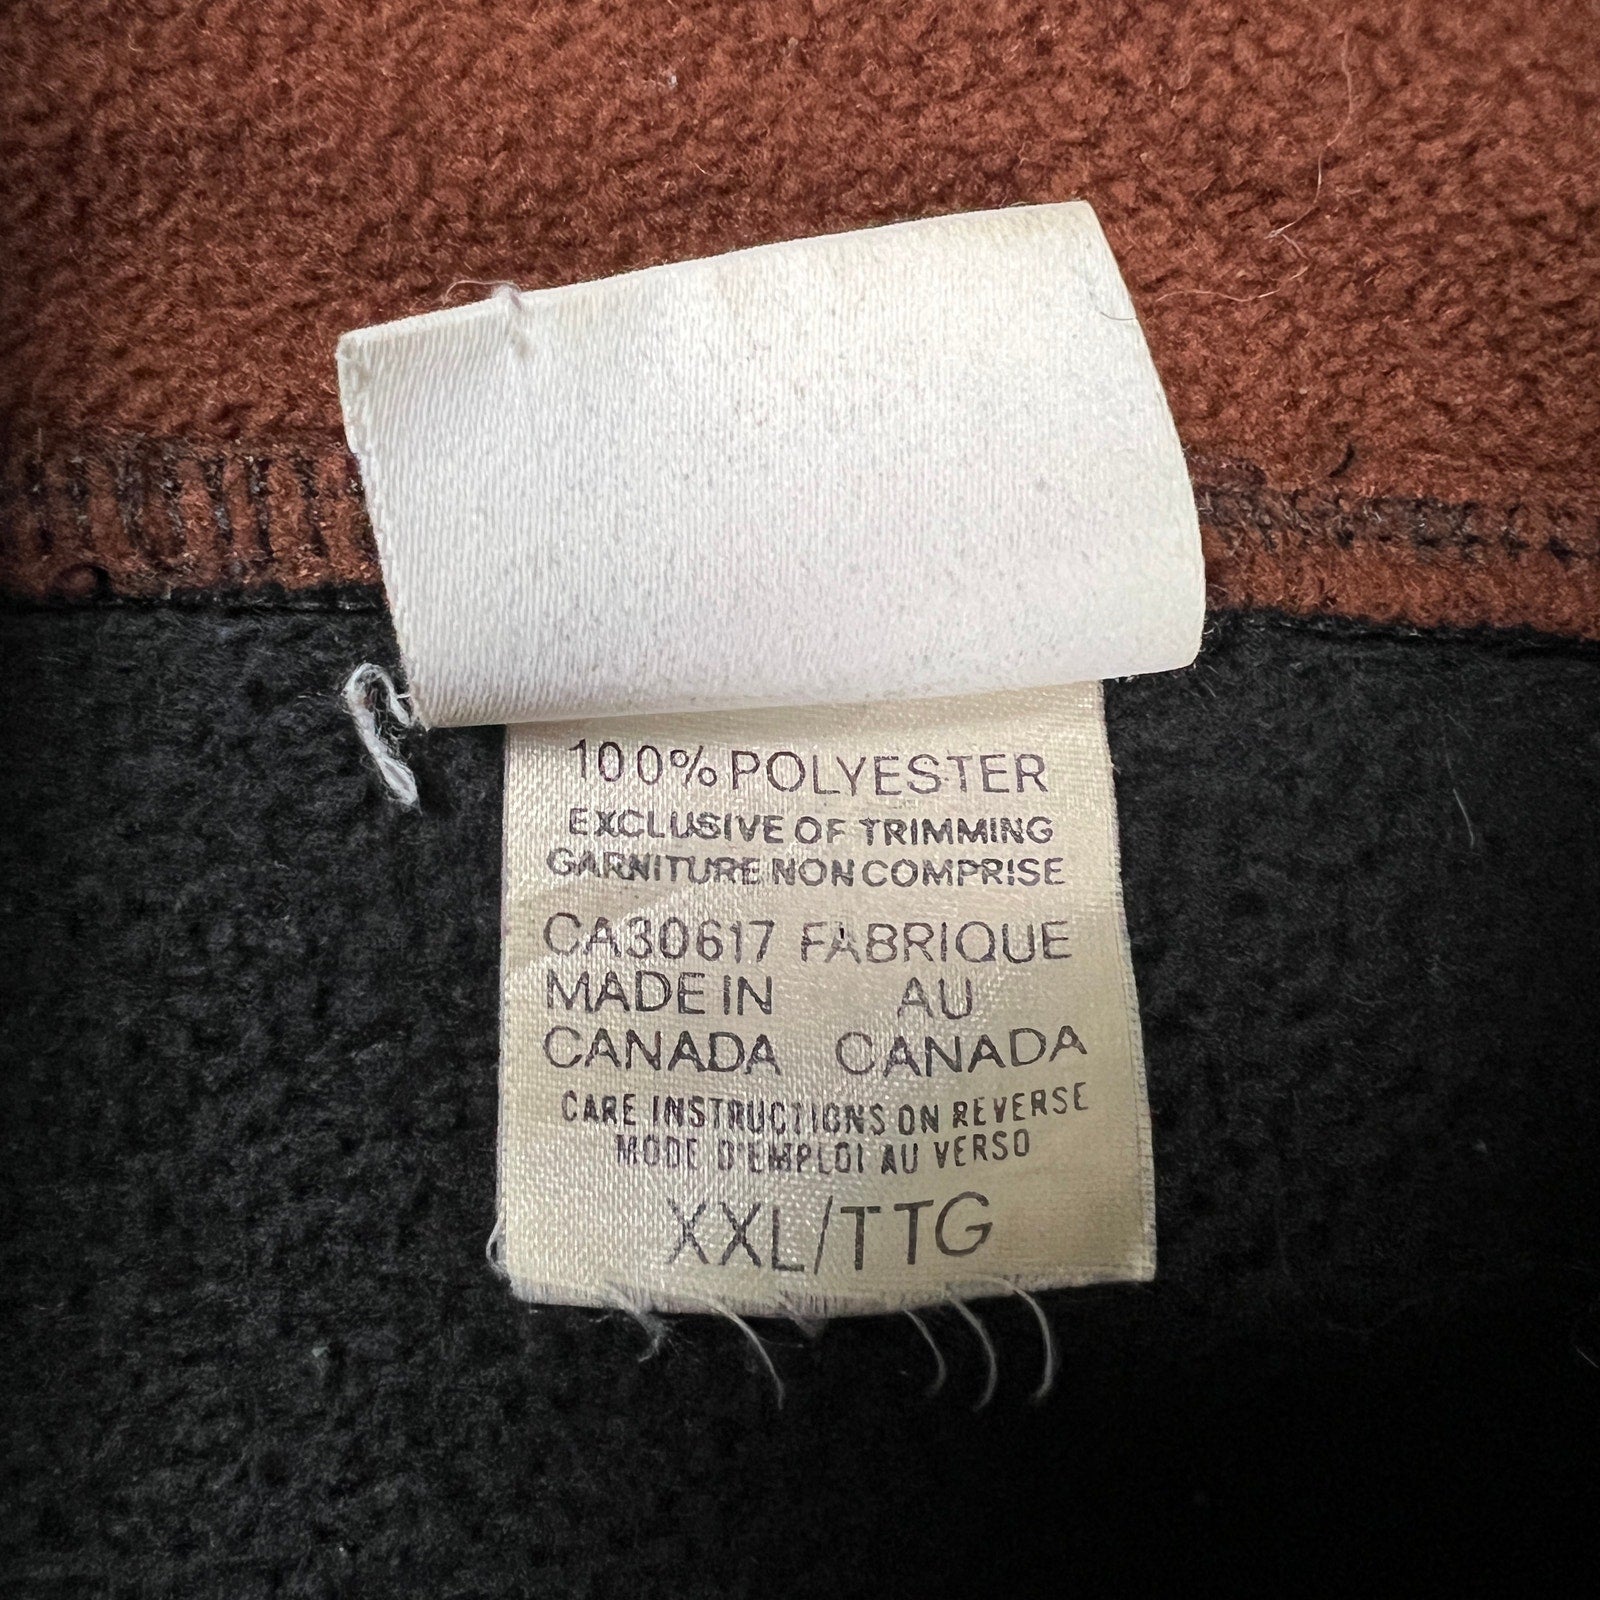 100% POLYESTER
EXCLUSIVE OF TRIMMING
GARNITURE NON COMPRISE
CA30617 FABRIQUE
MADE IN AU
CANADA CANADA
CARE INSTRUCTIONS ON REVERSE
MODE D'EMPLOI AU VERSO
XXL/TTG